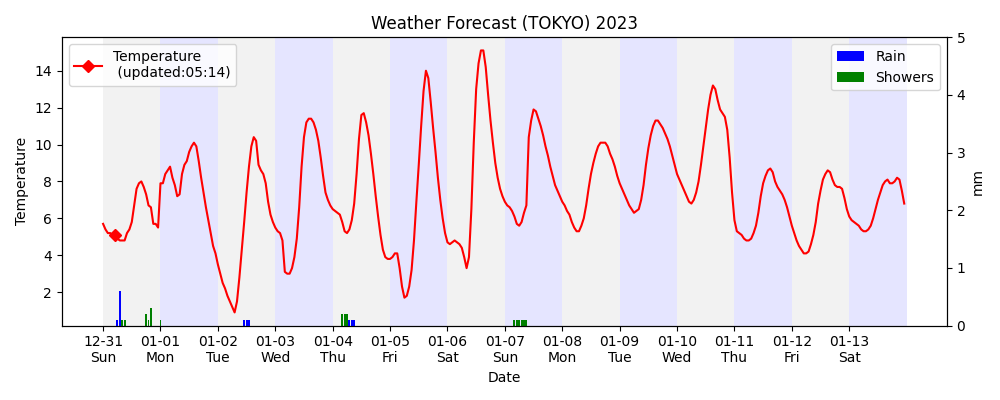 Weather Forecast (TOKYO) 2023
Temperature
(updated:05:14)
Rain
Showers
Temperature
14
12
10
8
6
4
2
5
4
3
2
1
0
mm
12-31 01-01 01-02 01-03 01-04 01-05 01-06 01-07 01-08 01-09 01-10 01-11 01-12 01-13
Sun Mon Tue Wed Thu Fri Sat Sun Mon Tue Wed Thu Fri Sat
Date